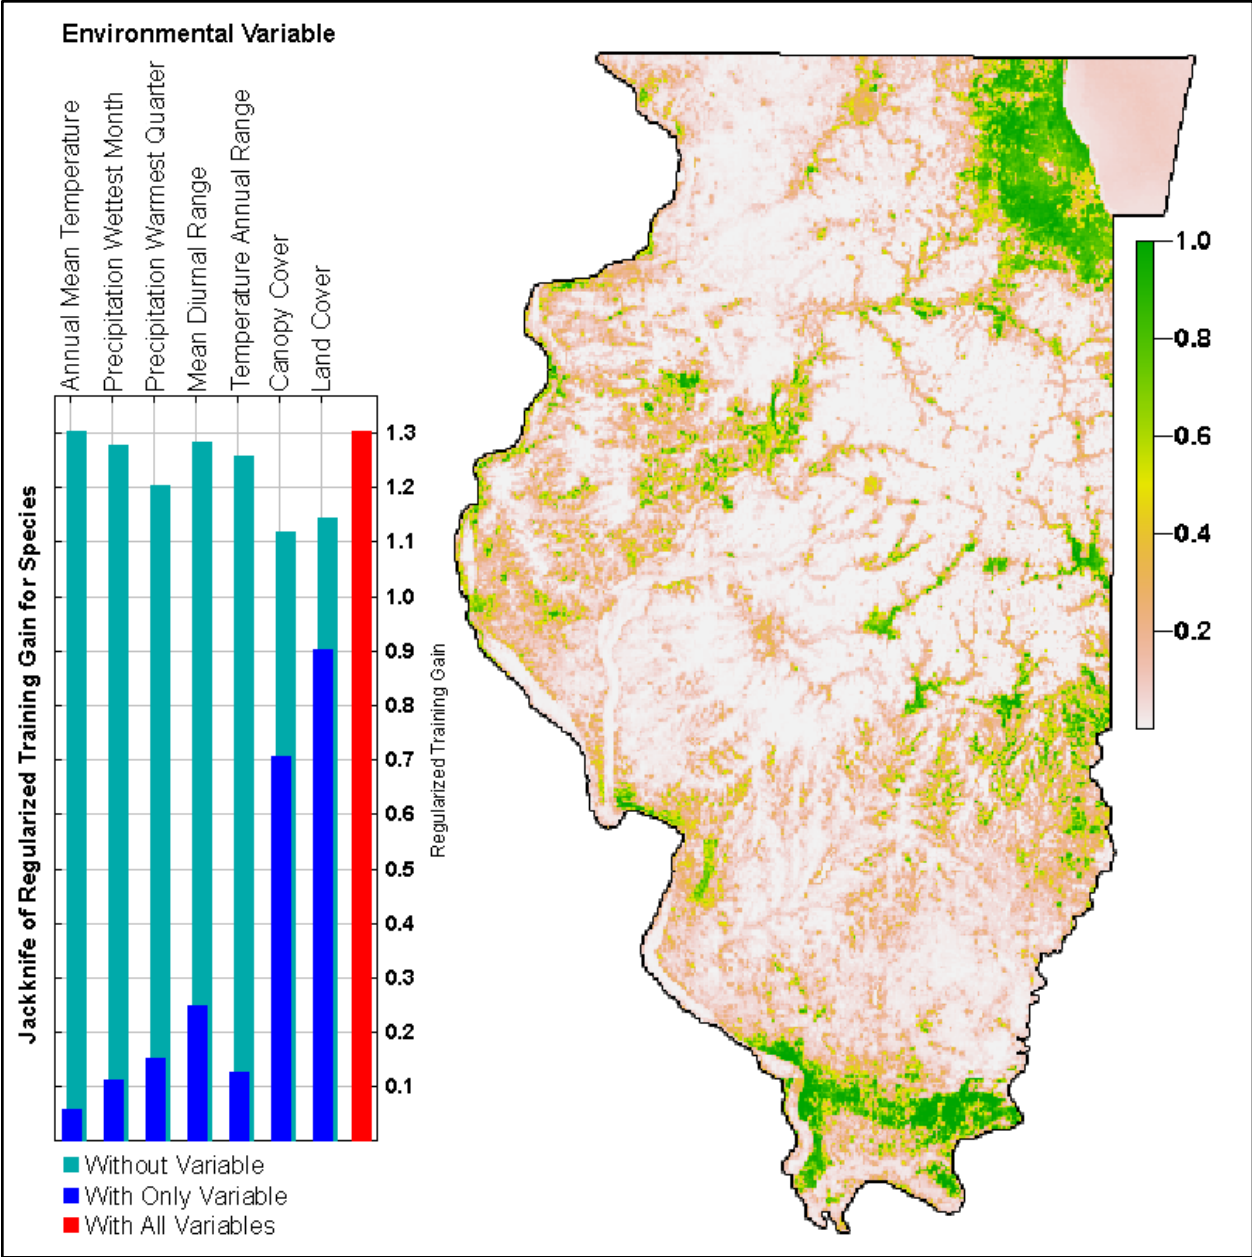 Environmental Variable
Annual Mean Temperature
Precipitation Wettest Month
Precipitation Warmest Quarter
Mean Diurnal Range
Temperature Annual Range
Canopy Cover
Land Cover
Jackknife of Regularized Training Gain for Species
1.3
1.2
1.1
1.0
0.9
0.8
0.7
0.6
0.5
0.4
0.3
0.2
0.1
Regularized Training Gain
Without Variable
With Only Variable
With All Variables
1.0
0.8
0.6
0.4
0.2